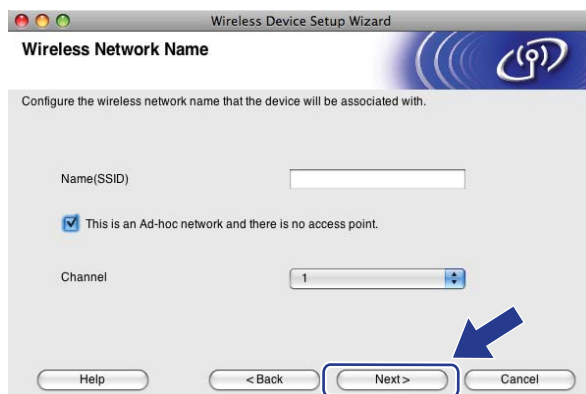 Wireless Device Setup Wizard
Wireless Network Name
Configure the wireless network name that the device will be associated with.
Name(SSID)
This is an Ad-hoc network and there is no access point.
Channel 1
Help < Back Next > Cancel